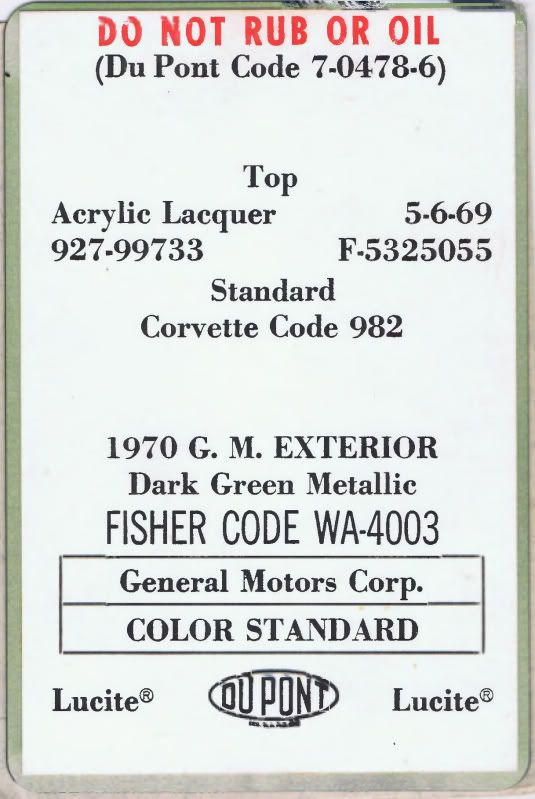 DO NOT RUB OR OIL
(Du Pont Code 7-0478-6)
Top
Acrylic Lacquer 5-6-69
927-99733 F-5325055
Standard
Corvette Code 982
1970 G. M. EXTERIOR
Dark Green Metallic
FISHER CODE WA-4003
General Motors Corp.
COLOR STANDARD
Lucite® DU PONT Lucite®